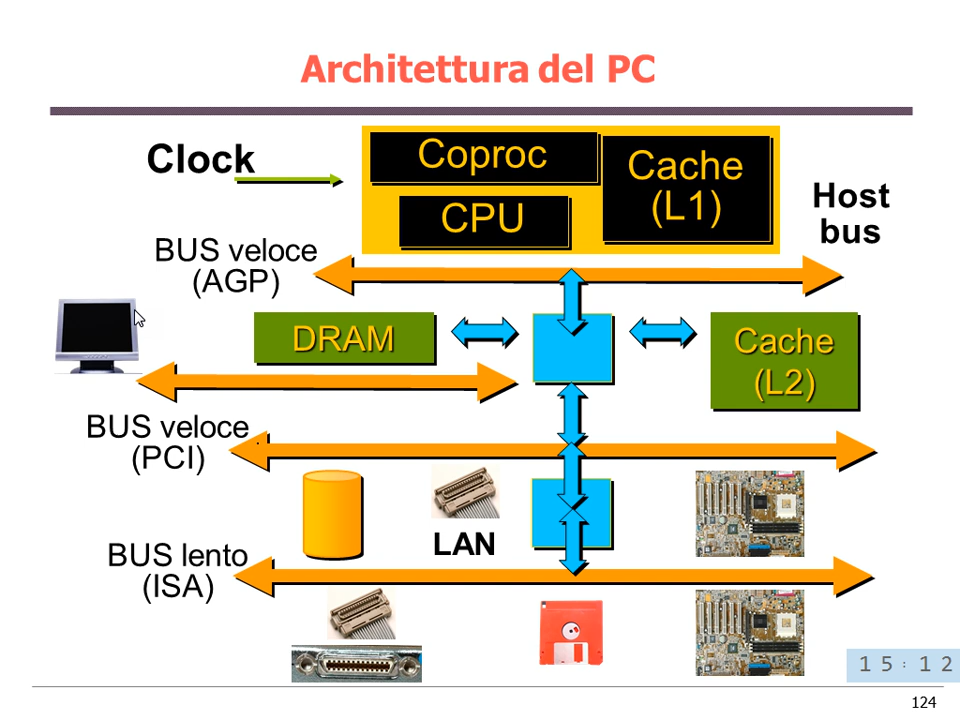 Architettura del PC
Clock
Coproc
CPU
Cache
(L1)
Host
bus
BUS veloce
(AGP)
DRAM
Cache
(L2)
BUS veloce
(PCI)
LAN
BUS lento
(ISA)
15:12
124